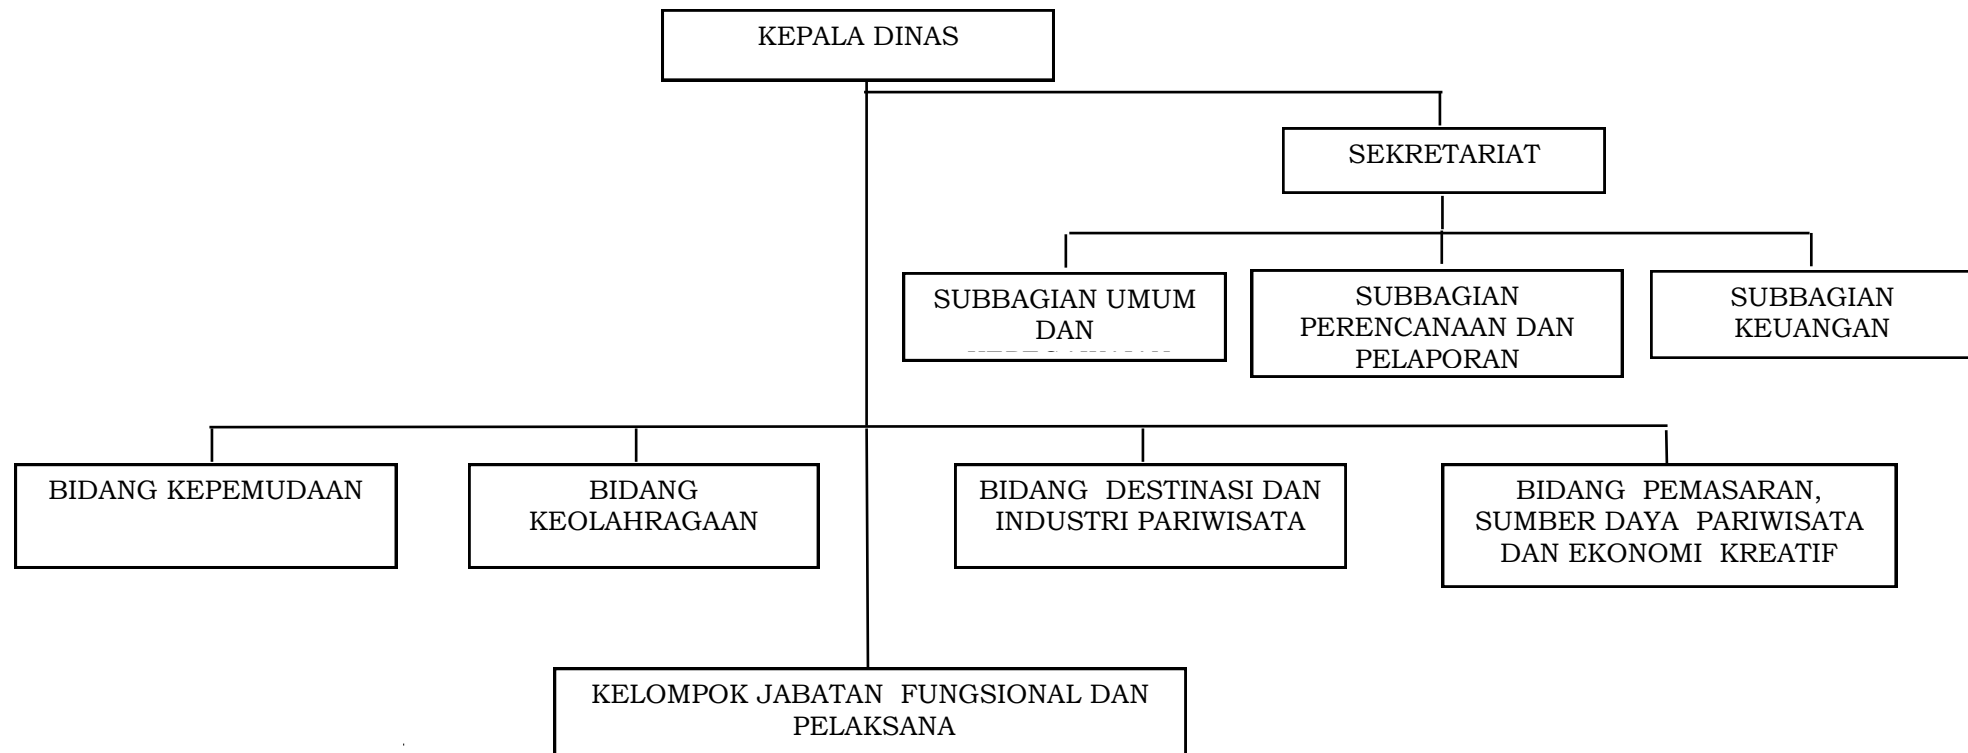 KEPALA DINAS
SEKRETARIAT
SUBBAGIAN UMUM
DAN
SUBBAGIAN
PERENCANAAN DAN
PELAPORAN
SUBBAGIAN
KEUANGAN
BIDANG KEPEMUDAAN
BIDANG
KEOLAHRAGAAN
BIDANG DESTINASI DAN
INDUSTRI PARIWISATA
BIDANG PEMASARAN,
SUMBER DAYA PARIWISATA
DAN EKONOMI KREATIF
KELOMPOK JABATAN FUNGSIONAL DAN
PELAKSANA